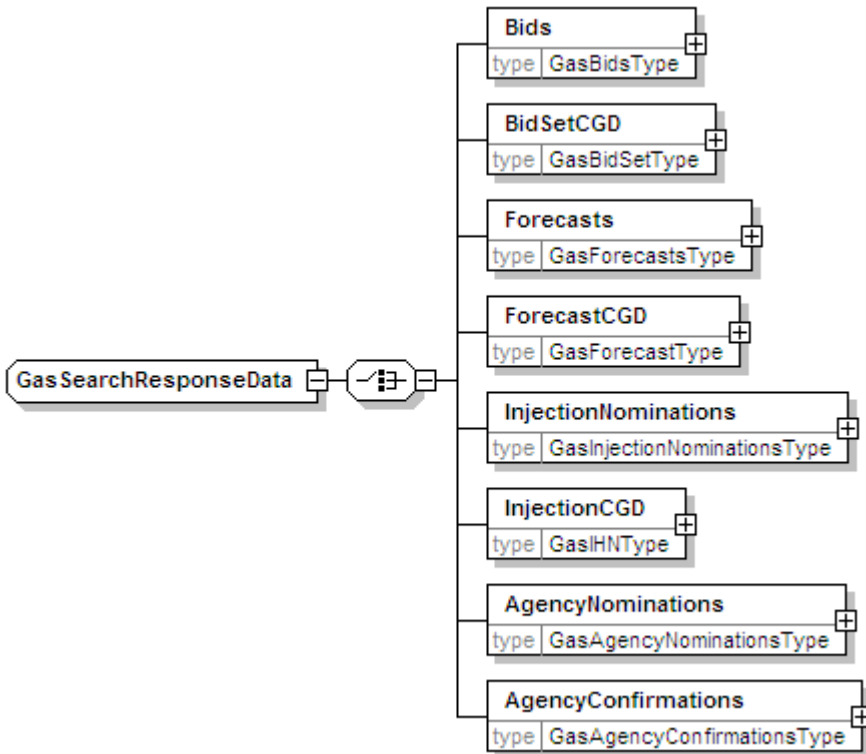 Bids
type GasBidsType
BidSetCGD
type GasBidSetType
Forecasts
type GasForecastsType
ForecastCGD
type GasForecastType
GasSearchResponseData
InjectionNominations
type GasInjectionNominationsType
InjectionCGD
type GasIHNType
AgencyNominations
type GasAgencyNominationsType
AgencyConfirmations
type GasAgencyConfirmationsType